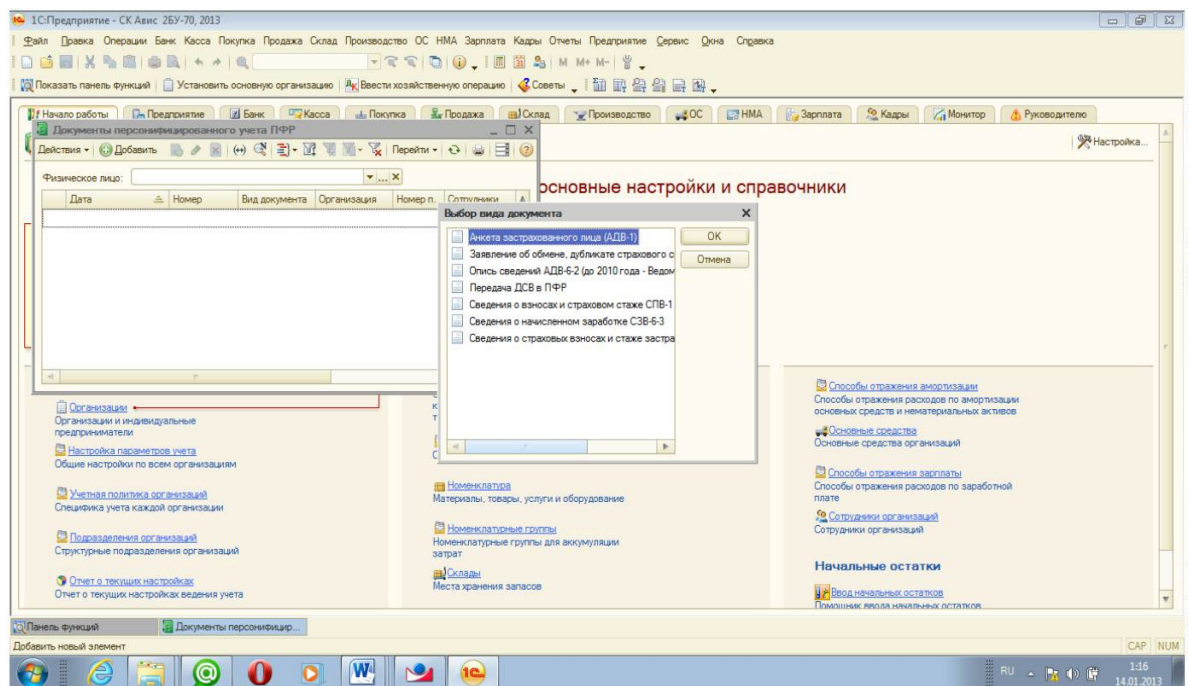 1С:Предприятие - СК Авис 2БУ-70, 2013
Файл Правка Операции Банк Касса Покупка Продажа Склад Производство ОС НМА Зарплата Кадры Отчеты Предприятие Сервис Окна Справка
M M+ M-
Показать панель функций Установить основную организацию Ввести хозяйственную операцию Советы
Начало работы Предприятие Банк Касса Покупка Продажа Склад Производство ОС НМА Зарплата Кадры Монитор Руководителю
Документы персонифицированного учета ПФР
Действия Добавить Перейти
Настройка...
Физическое лицо:
основные настройки и справочники
Дата Номер Вид документа Организация Номер п. Сотрудники
Выбор вида документа
Анкета застрахованного лица (АДВ-1)
OK
Заявление об обмене, дубликате страхового с
Отмена
Опись сведений АДВ-6-2 (до 2010 года - Ведом
Передача ДСВ в ПФР
Сведения о взносах и страховом стаже СПВ-1
Сведения о начисленном заработке СЗВ-6-3
Сведения о страховых взносах и стаже застра
Организации
Организации и индивидуальные
предприниматели
Настройка параметров учета
Общие настройки по всем организациям
Учетная политика организаций
Специфика учета каждой организации
Подразделения организаций
Структурные подразделения организаций
Отчет о текущих настройках
Отчет о текущих настройках ведения учета
Номенклатура
Материалы, товары, услуги и оборудование
Номенклатурные группы
Номенклатурные группы для аккумуляции
затрат
Склады
Места хранения запасов
Способы отражения амортизации
Способы отражения расходов по амортизации
основных средств и нематериальных активов
Основные средства
Основные средства организаций
Способы отражения зарплаты
Способы отражения расходов по заработной
плате
Сотрудники организаций
Сотрудники организаций
Начальные остатки
Ввод начальных остатков
Помощник ввода начальных остатков
Панель функций Документы персонифицир...
Добавить новый элемент
CAP NUM
RU
1:16
14.01.2013